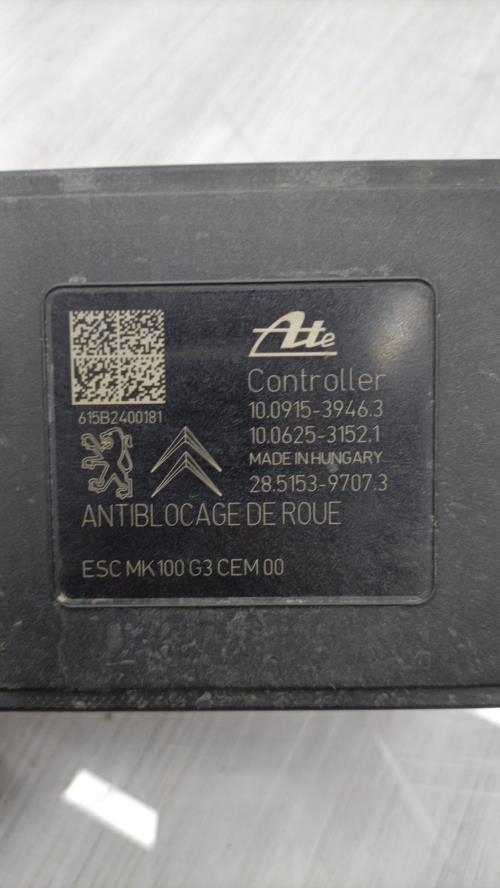 Ate
Controller
615B2400181
10.0915-3946.3
10.0625-3152.1
MADE IN HUNGARY
28.5153-9707.3
ANTIBLOCAGE DE ROUE
ESC MK100 G3 CEM 00